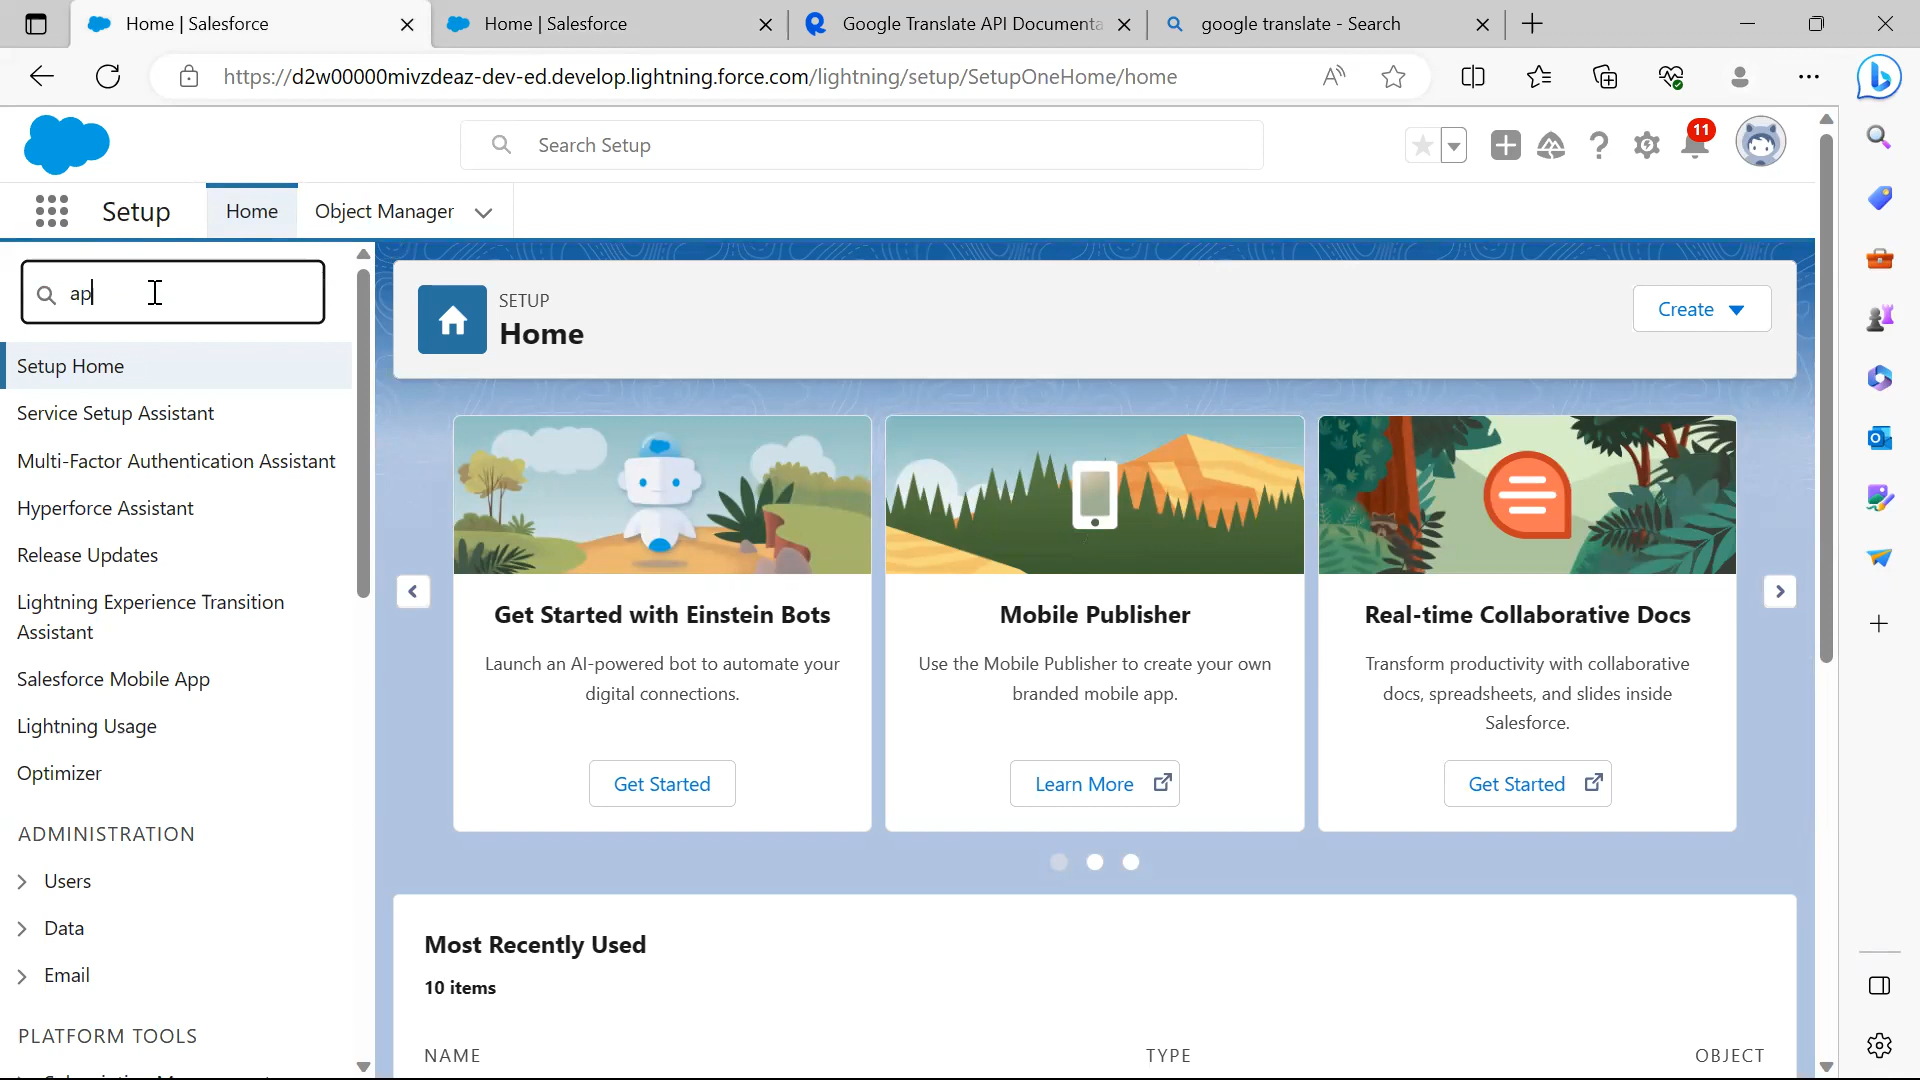 Home | Salesforce
Home | Salesforce
Google Translate API Documenta
google translate - Search
https://d2w00000mivzdeaz-dev-ed.develop.lightning.force.com/lightning/setup/SetupOneHome/home
Search Setup
11
Setup
Home
Object Manager
ap
SETUP
Home
Create
Setup Home
Service Setup Assistant
Multi-Factor Authentication Assistant
Hyperforce Assistant
Release Updates
Lightning Experience Transition
Assistant
Salesforce Mobile App
Lightning Usage
Optimizer
ADMINISTRATION
Users
Data
Email
PLATFORM TOOLS
Get Started with Einstein Bots
Launch an AI-powered bot to automate your
digital connections.
Get Started
Mobile Publisher
Use the Mobile Publisher to create your own
branded mobile app.
Learn More
Real-time Collaborative Docs
Transform productivity with collaborative
docs, spreadsheets, and slides inside
Salesforce.
Get Started
Most Recently Used
10 items
NAME
TYPE
OBJECT